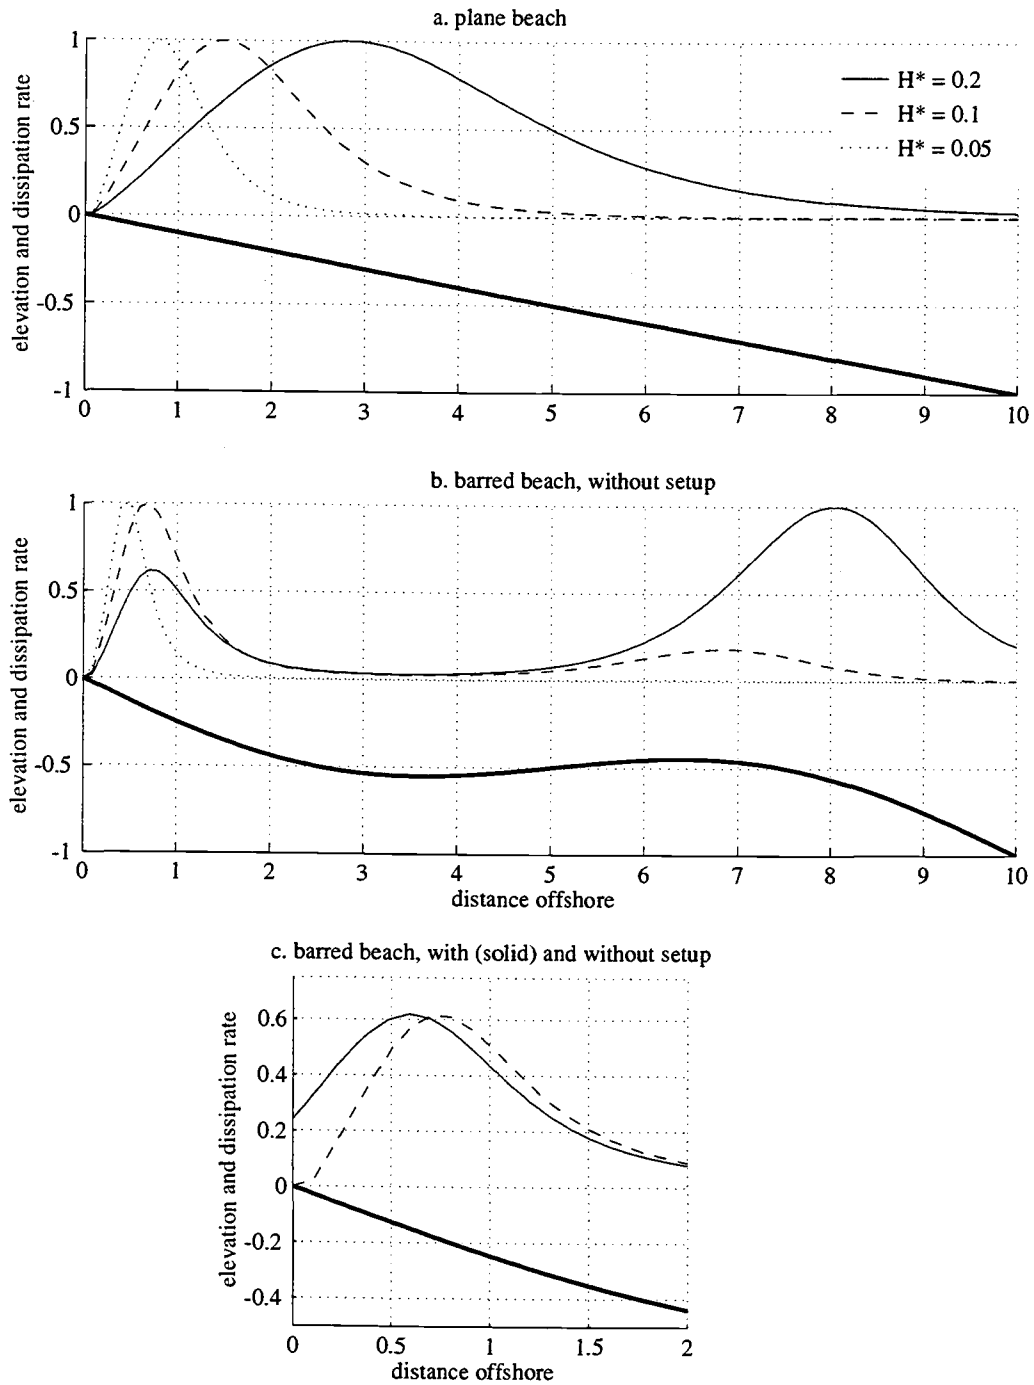 a. plane beach
elevation and dissipation rate
1
0.5
0
-0.5
-1
H* = 0.2
H* = 0.1
H* = 0.05
0 1 2 3 4 5 6 7 8 9 10
b. barred beach, without setup
elevation and dissipation rate
1
0.5
0
-0.5
-1
0 1 2 3 4 5 6 7 8 9 10
distance offshore
c. barred beach, with (solid) and without setup
elevation and dissipation rate
0.6
0.4
0.2
0
-0.2
-0.4
0 0.5 1 1.5 2
distance offshore